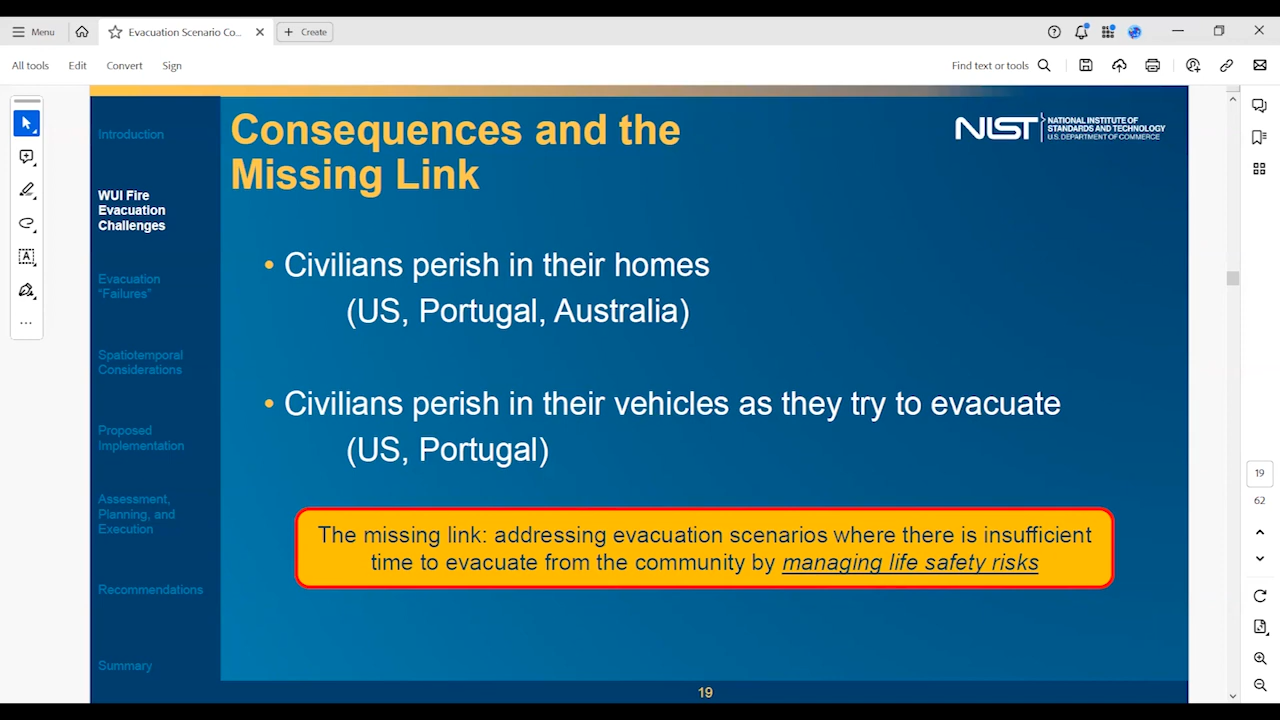 Menu
Evacuation Scenario Co...
Create
All tools
Edit
Convert
Sign
Find text or tools
Introduction
WUI Fire
Evacuation
Challenges
Evacuation
“Failures”
Spatiotemporal
Considerations
Proposed
Implementation
Assessment,
Planning, and
Execution
Recommendations
Summary
Consequences and the
Missing Link
NIST
NATIONAL INSTITUTE OF
STANDARDS AND TECHNOLOGY
U.S. DEPARTMENT OF COMMERCE
• Civilians perish in their homes
(US, Portugal, Australia)
• Civilians perish in their vehicles as they try to evacuate
(US, Portugal)
The missing link: addressing evacuation scenarios where there is insufficient
time to evacuate from the community by managing life safety risks
19
19
62